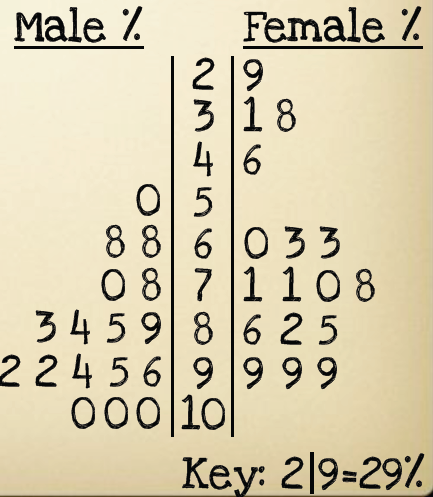 Male % Female %
2 9
3 1 8
4 6
0 5
8 8 6 0 3 3
0 8 7 1 1 0 8
3 4 5 9 8 6 2 5
2 2 4 5 6 9 9 9 9
0 0 0 10
Key: 2|9=29%